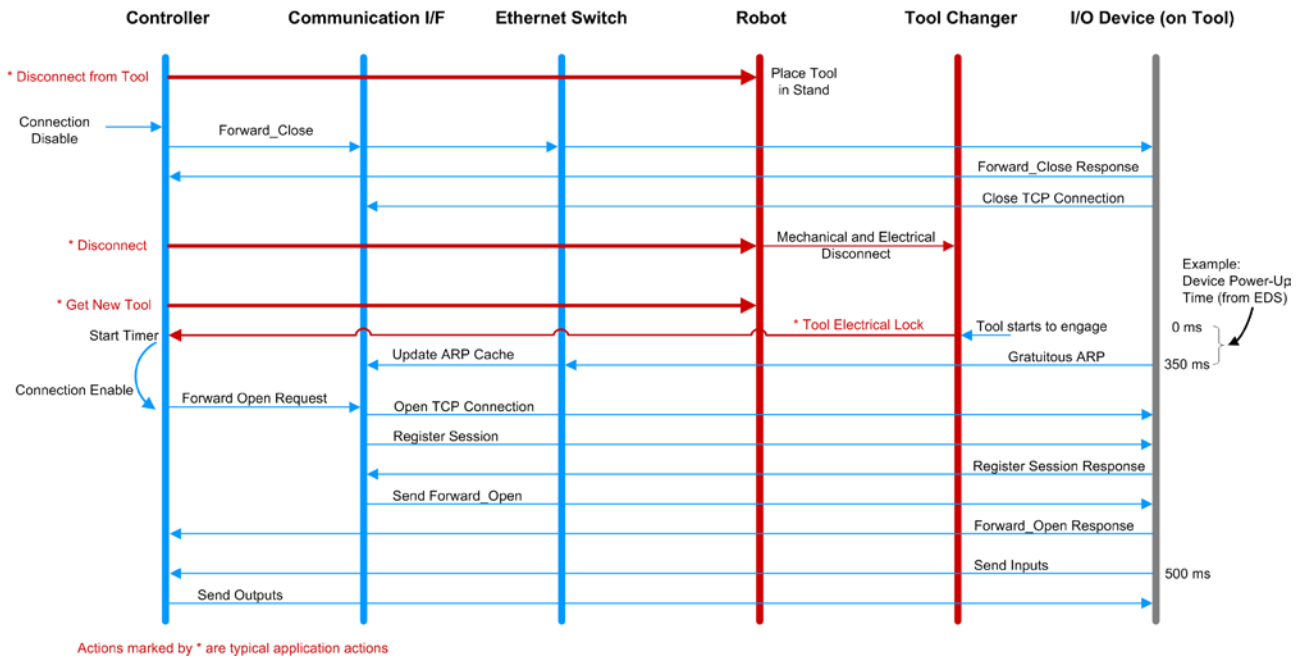 Controller
Communication I/F
Ethernet Switch
Robot
Tool Changer
I/O Device (on Tool)
* Disconnect from Tool
Place Tool
in Stand
Connection
Disable
Forward_Close
Forward_Close Response
Close TCP Connection
* Disconnect
Mechanical and Electrical
Disconnect
Example:
Device Power-Up
Time (from EDS)
* Get New Tool
Start Timer
* Tool Electrical Lock
Tool starts to engage
0 ms
Update ARP Cache
Gratuitous ARP
350 ms
Connection Enable
Forward Open Request
Open TCP Connection
Register Session
Register Session Response
Send Forward_Open
Forward_Open Response
Send Inputs
500 ms
Send Outputs
Actions marked by * are typical application actions